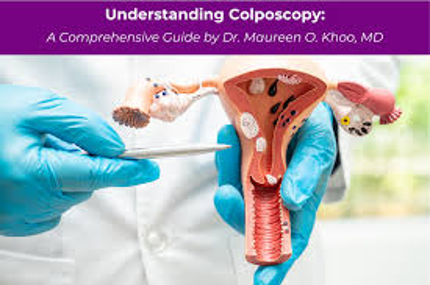 Understanding Colposcopy:
A Comprehensive Guide by Dr. Maureen O. Khoo, MD